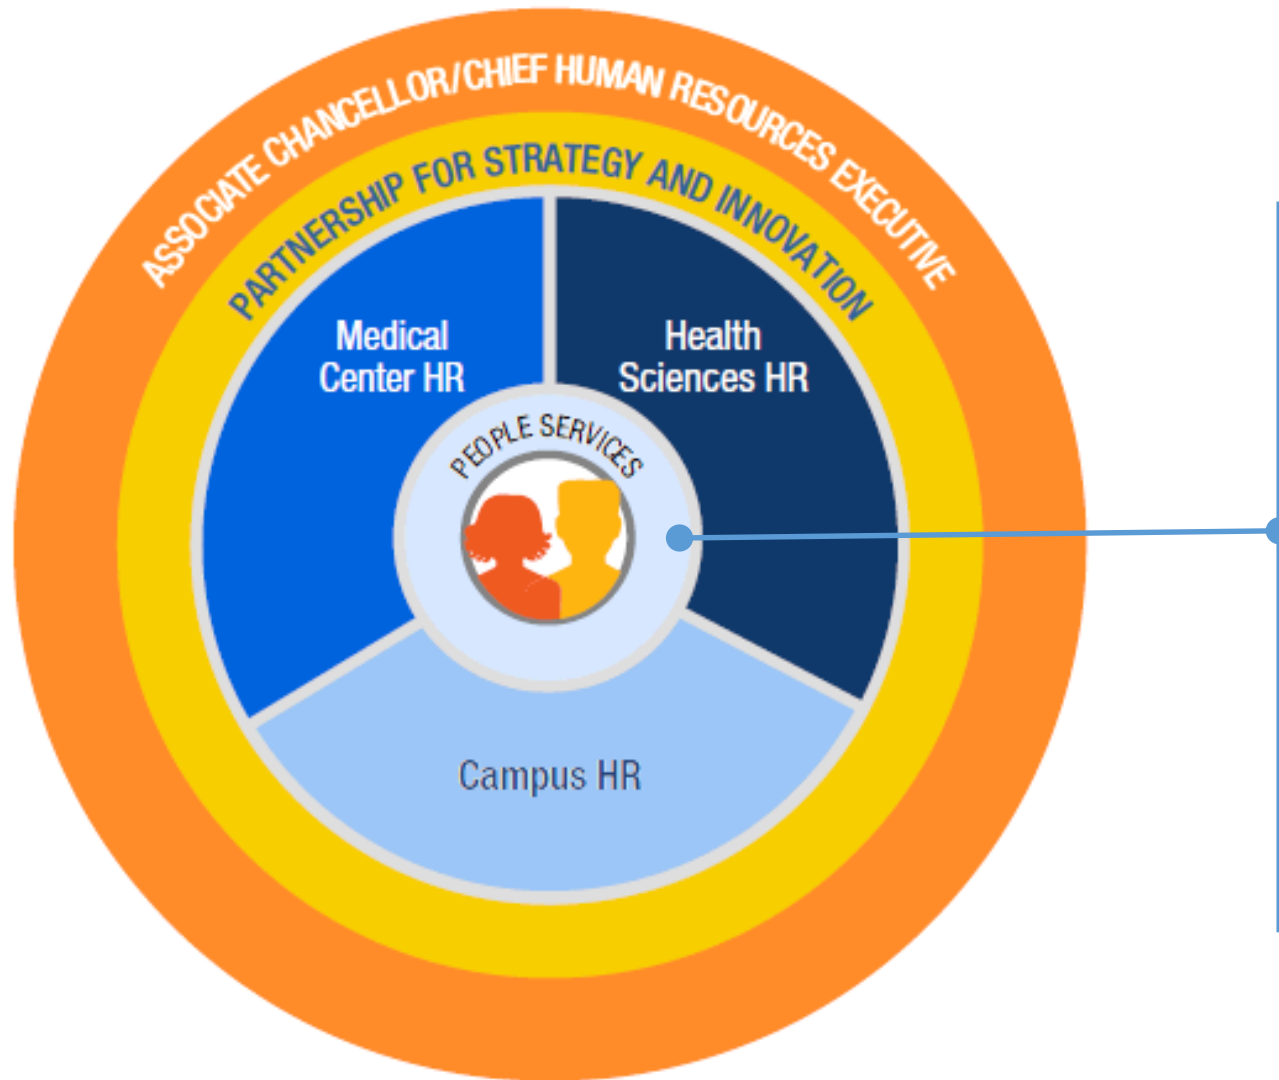 ASSOCIATE CHANCELLOR/CHIEF HUMAN RESOURCES EXECUTIVE
PARTNERSHIP FOR STRATEGY AND INNOVATION
Medical
Center HR
Health
Sciences HR
PEOPLE SERVICES
Campus HR